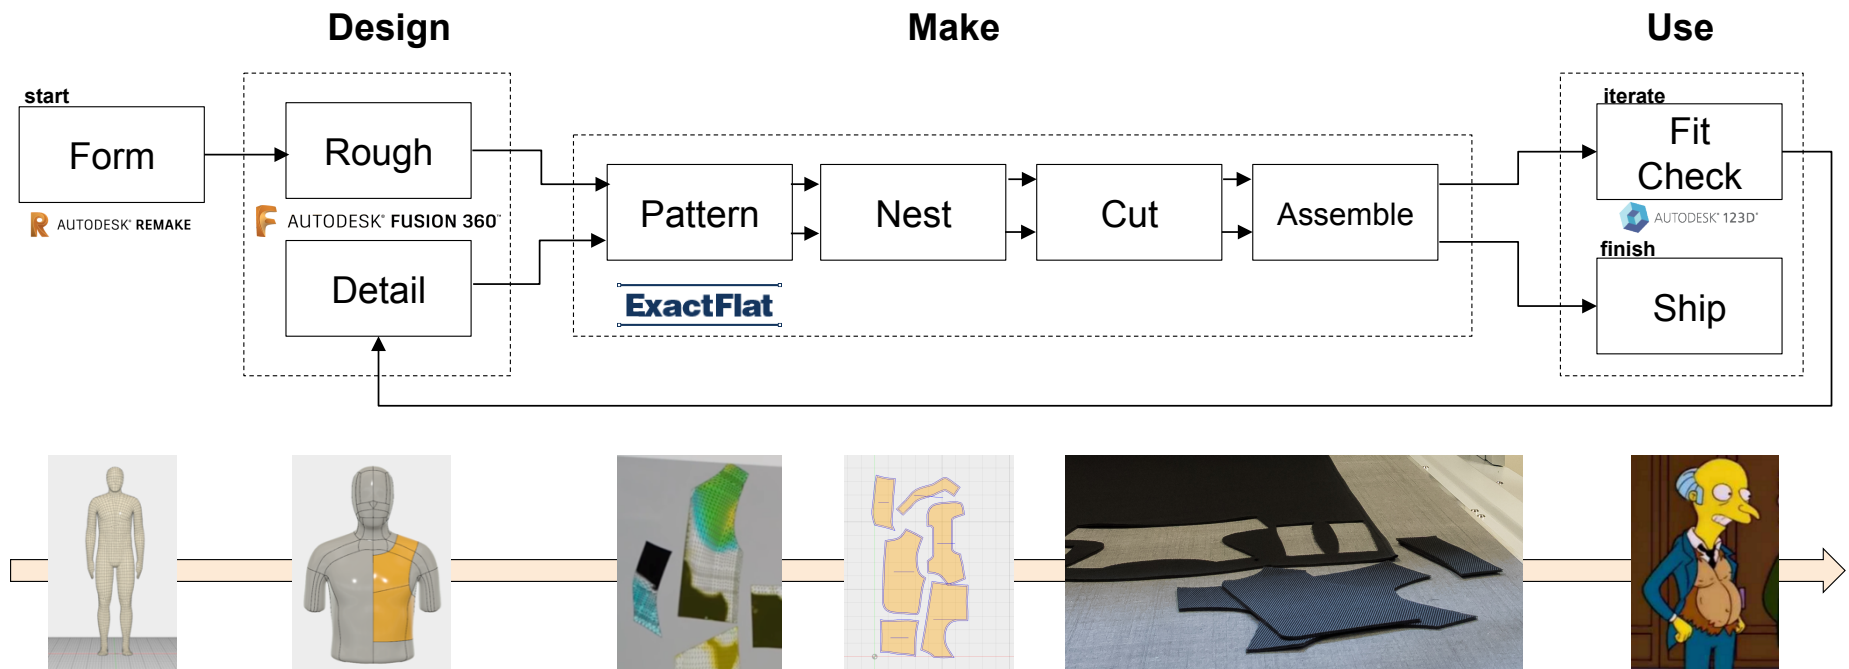 Design
Make
Use
start
Form
AUTODESK® REMAKE
Rough
AUTODESK® FUSION 360™
Detail
Pattern
ExactFlat
Nest
Cut
Assemble
iterate
Fit
Check
AUTODESK® 123D®
finish
Ship